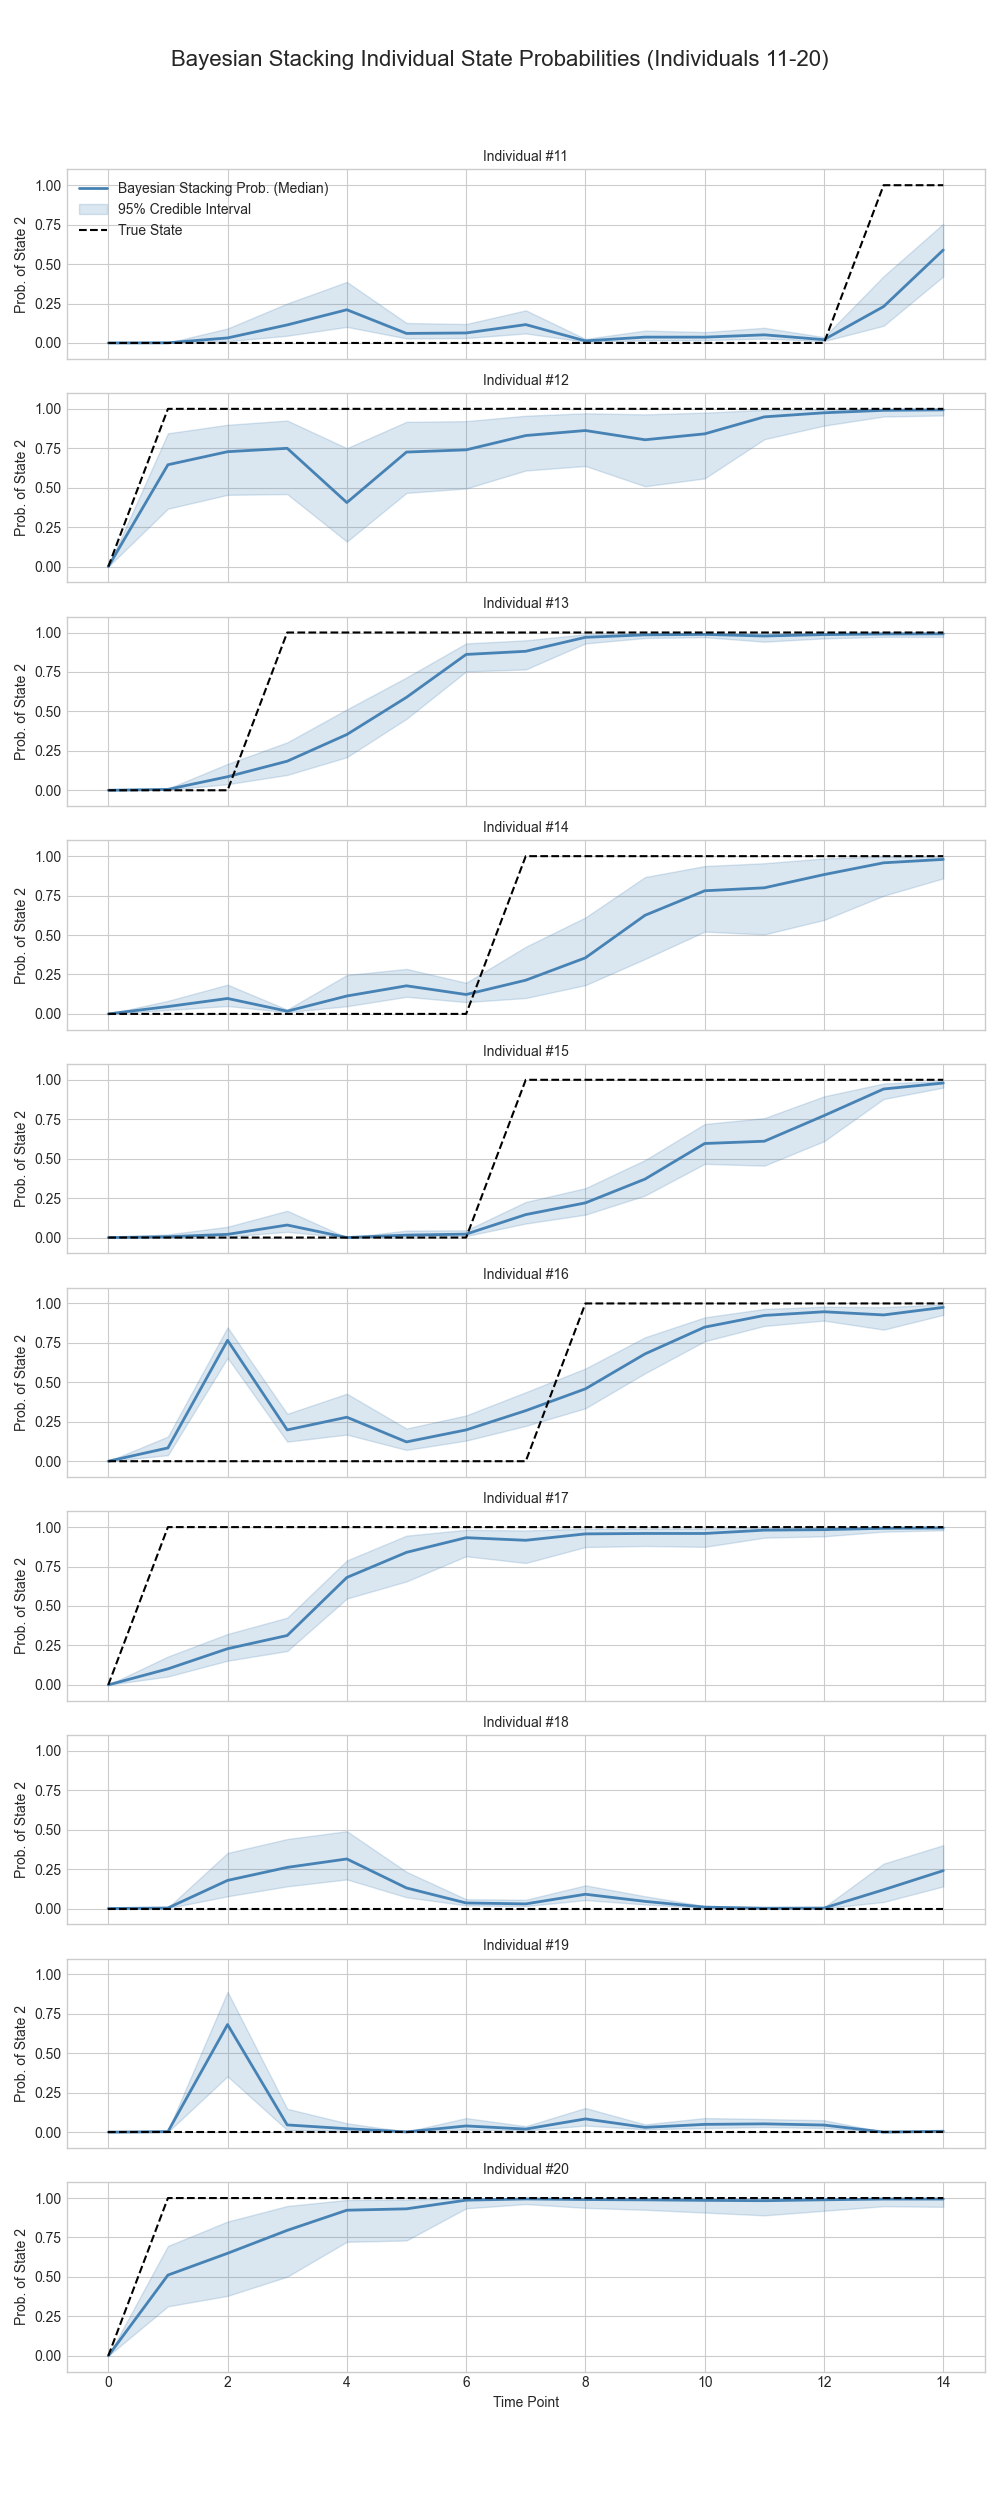 Bayesian Stacking Individual State Probabilities (Individuals 11-20)
Individual #11
Prob. of State 2
1.00
0.75
0.50
0.25
0.00
Bayesian Stacking Prob. (Median)
95% Credible Interval
True State
Individual #12
Prob. of State 2
1.00
0.75
0.50
0.25
0.00
Individual #13
Prob. of State 2
1.00
0.75
0.50
0.25
0.00
Individual #14
Prob. of State 2
1.00
0.75
0.50
0.25
0.00
Individual #15
Prob. of State 2
1.00
0.75
0.50
0.25
0.00
Individual #16
Prob. of State 2
1.00
0.75
0.50
0.25
0.00
Individual #17
Prob. of State 2
1.00
0.75
0.50
0.25
0.00
Individual #18
Prob. of State 2
1.00
0.75
0.50
0.25
0.00
Individual #19
Prob. of State 2
1.00
0.75
0.50
0.25
0.00
Individual #20
Prob. of State 2
1.00
0.75
0.50
0.25
0.00
0 2 4 6 8 10 12 14
Time Point